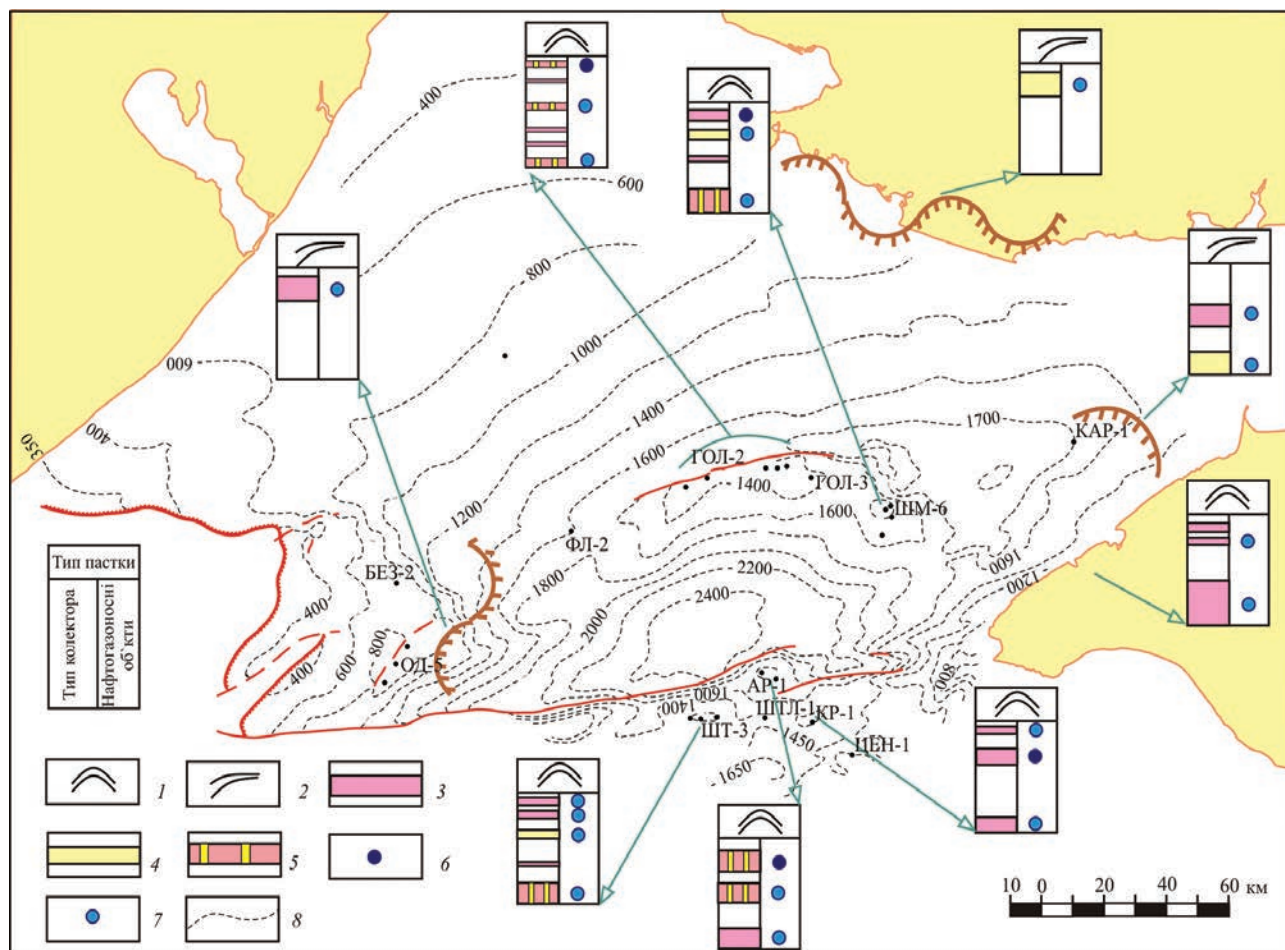 400
600
800
1000
1400
600
400
350
1700
КАР-1
ГОЛ-2
1600
1400
ГОЛ-3
1200
1600
ШМ-6
ФЛ-2
1800
2200
1600
1200
БЕЗ-2
2400
2000
400
Тип пастки
Тип колектора
Нафтогазоносні
об`єкти
800
600
400
ОД-5
800
АР-1
1600
1400
ШТ-3
ШТЛ-1
КР-1
1450
ЦЕН-1
1650
1
2
3
4
5
6
7
8
10 0 20 40 60 км